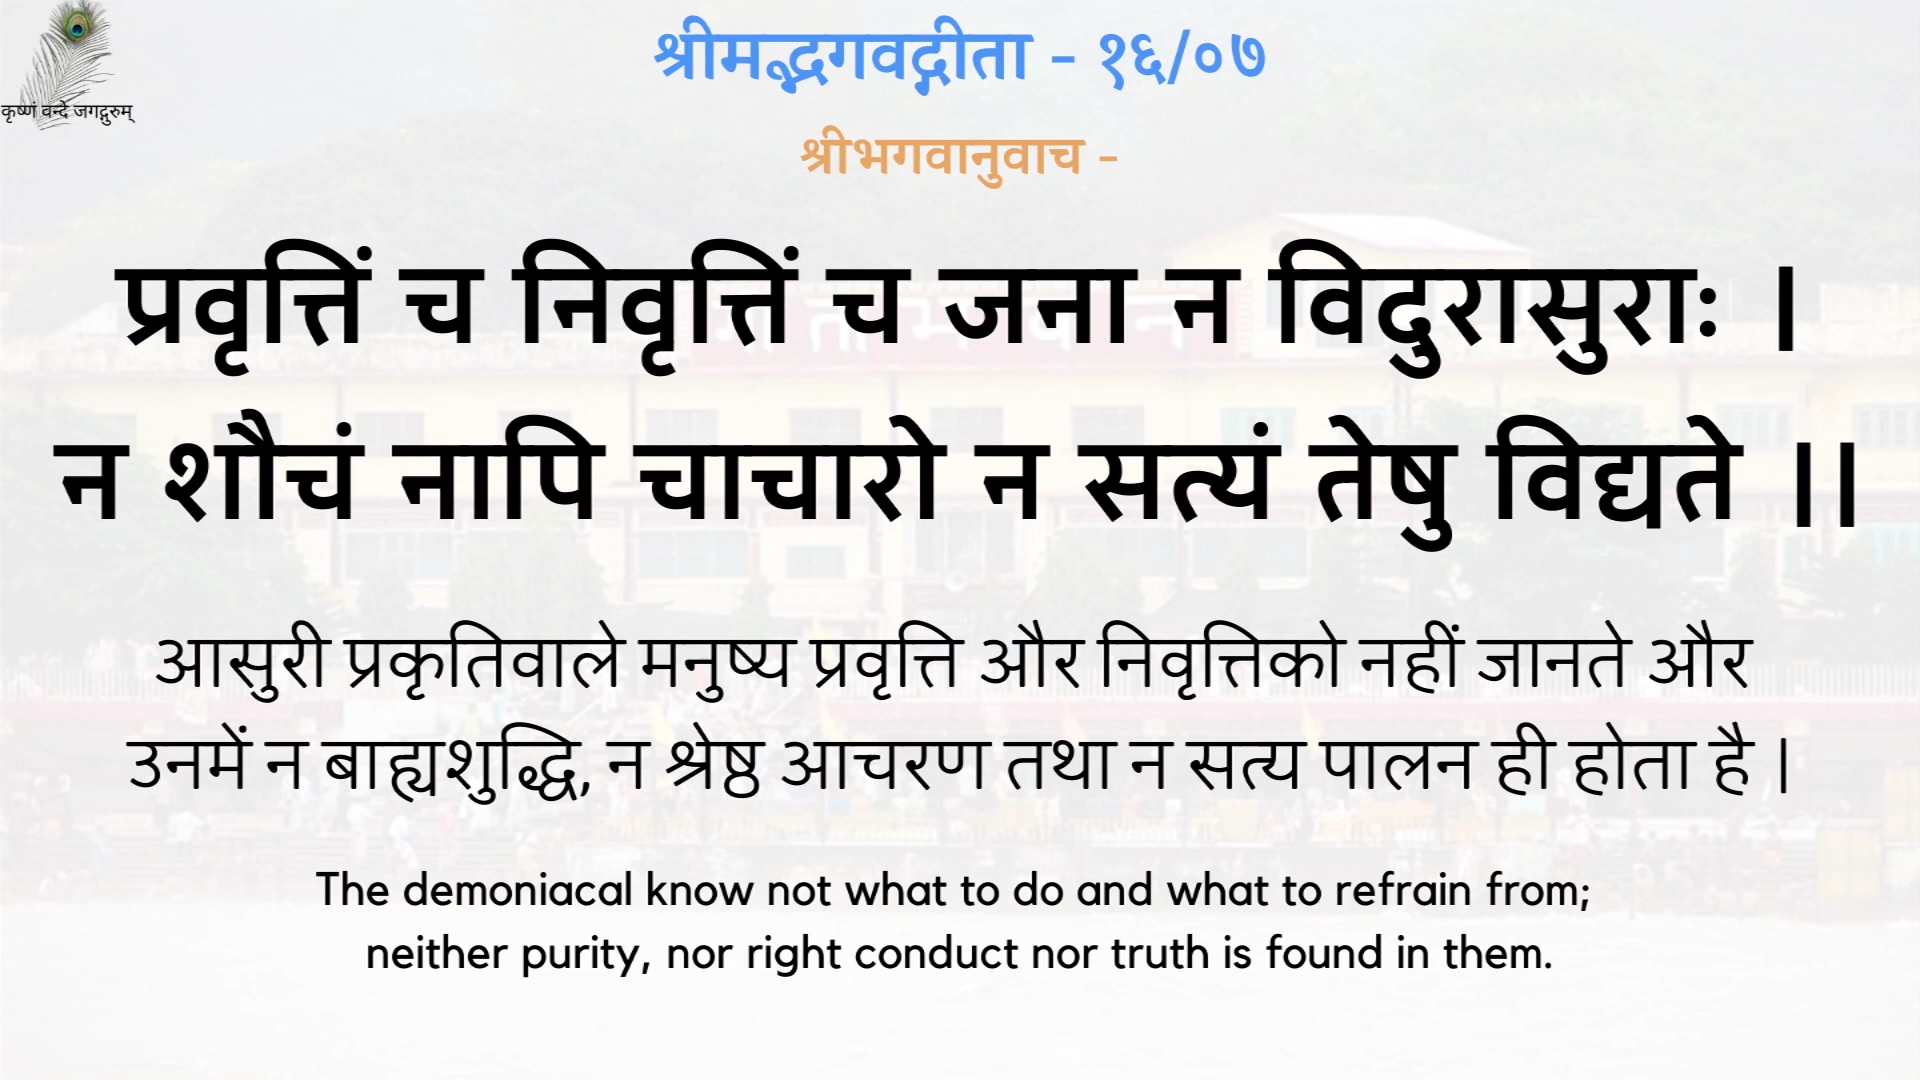 कृष्णं वन्दे जगद्गुरुम्
श्रीमद्भगवद्गीता - १६/०७
श्रीभगवानुवाच -
प्रवृत्तिं च निवृत्तिं च जना न विदुरासुराः ।
न शौचं नापि चाचारो न सत्यं तेषु विद्यते ।।
आसुरी प्रकृतिवाले मनुष्य प्रवृत्ति और निवृत्तिको नहीं जानते और
उनमें न बाह्यशुद्धि, न श्रेष्ठ आचरण तथा न सत्य पालन ही होता है |
The demoniacal know not what to do and what to refrain from;
neither purity, nor right conduct nor truth is found in them.